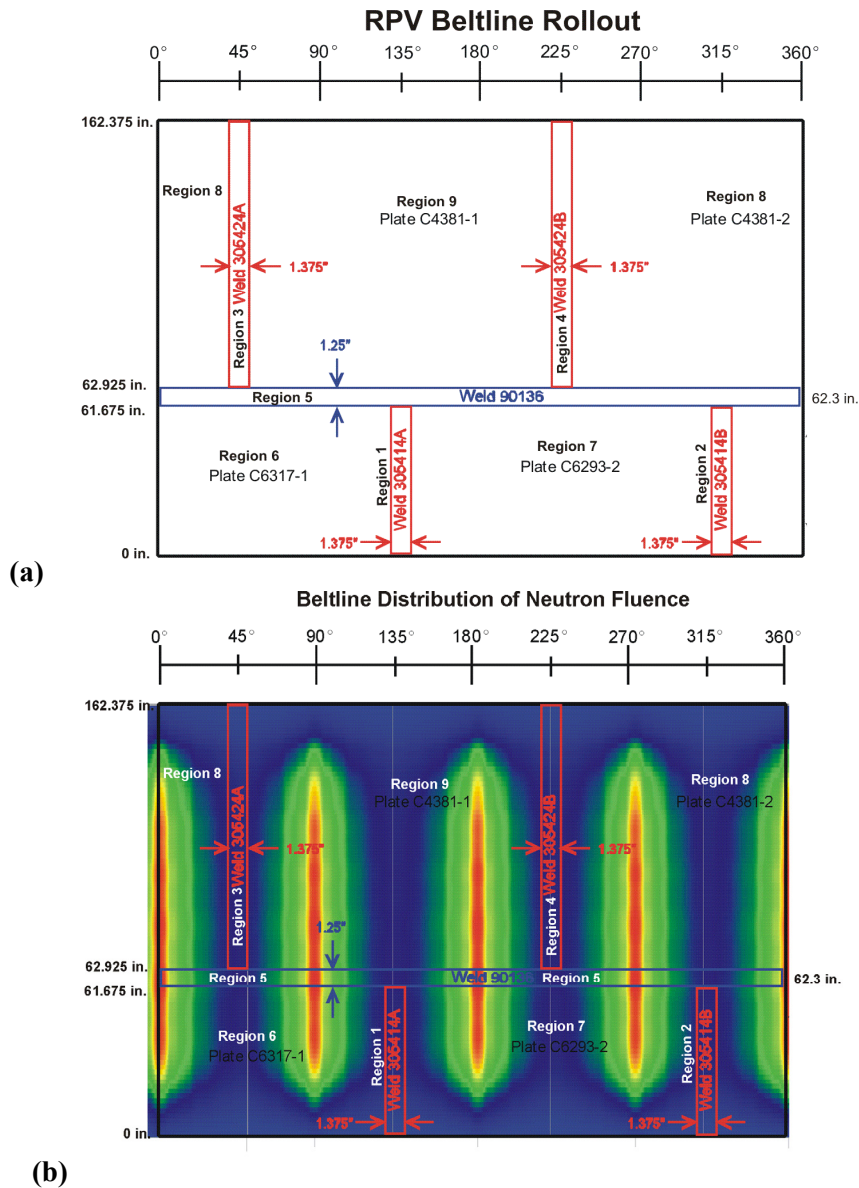 RPV Beltline Rollout
0° 45° 90° 135° 180° 225° 270° 315° 360°
162.375 in.
Region 8
Region 9
Plate C4381-1
Region 8
Plate C4381-2
Region 3 Weld 305424A
1.375"
Region 4 Weld 305424B
1.375"
1.25"
62.925 in.
Region 5
Weld 90136
62.3 in.
61.675 in.
Region 6
Plate C6317-1
Region 1
Weld 305414A
Region 7
Plate C6293-2
Region 2
Weld 305414B
1.375"
1.375"
0 in.
(a)
Beltline Distribution of Neutron Fluence
0° 45° 90° 135° 180° 225° 270° 315° 360°
162.375 in.
Region 8
Region 9
Plate C4381-1
Region 8
Plate C4381-2
Region 3 Weld 305424A
1.375"
Region 4 Weld 305424B
1.375"
1.25"
62.925 in.
Region 5
Weld 90136
Region 5
62.3 in.
61.675 in.
Region 6
Plate C6317-1
Region 1
Weld 305414A
Region 7
Plate C6293-2
Region 2
Weld 305414B
1.375"
1.375"
0 in.
(b)